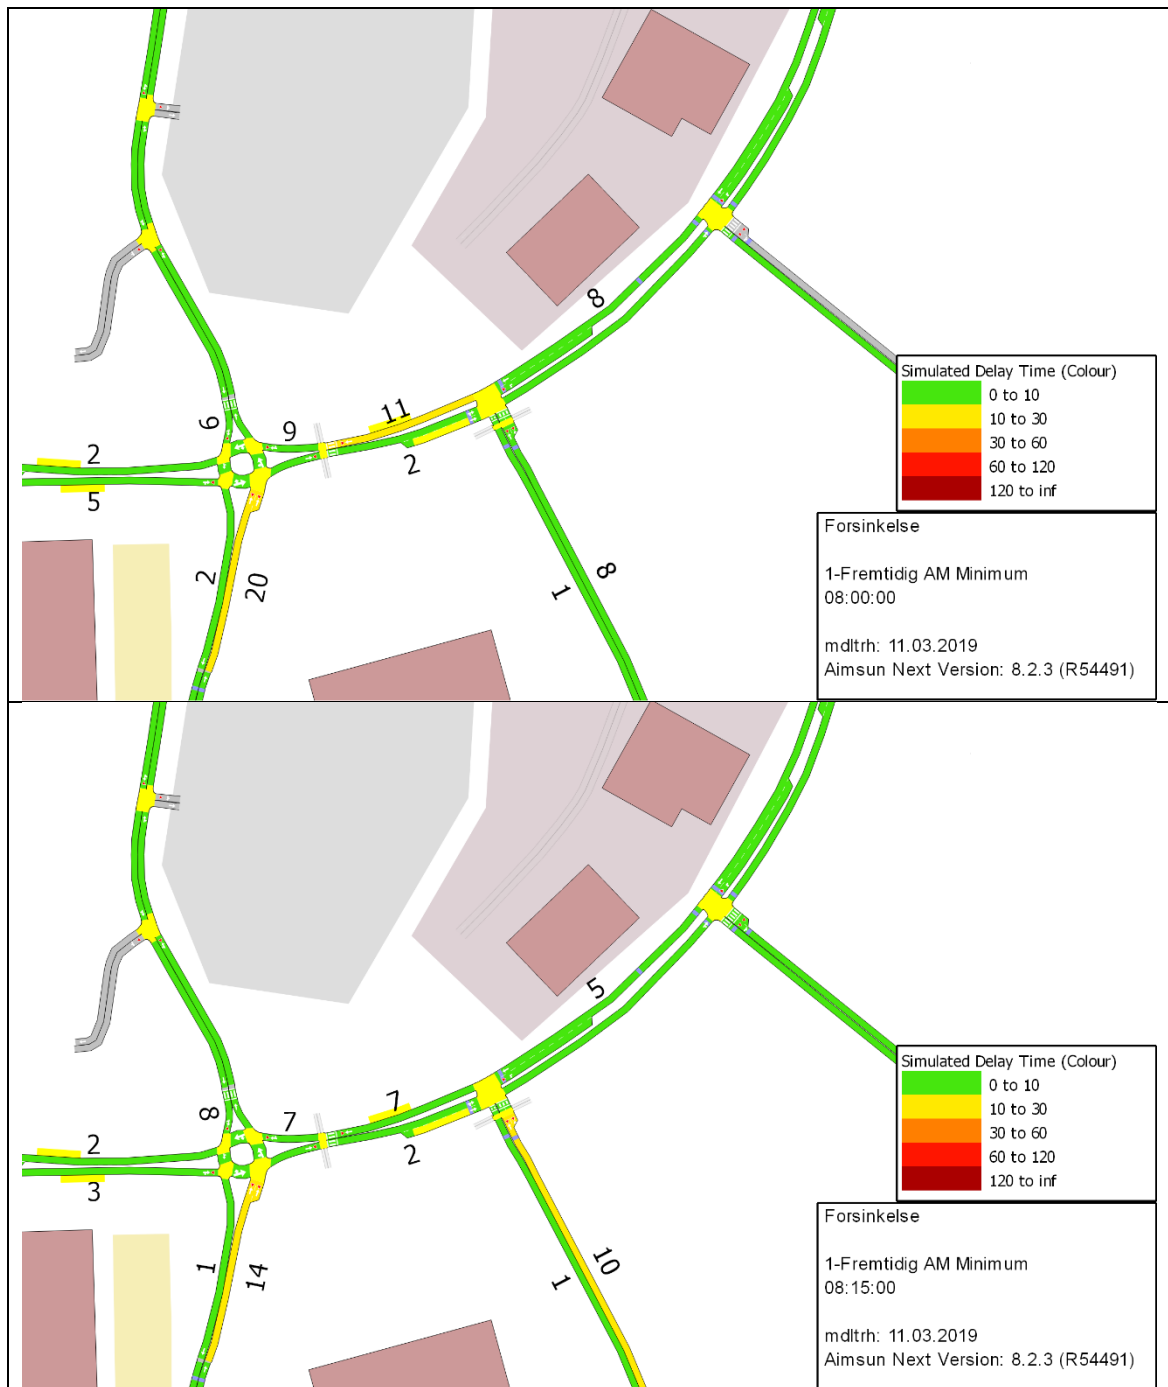 8
6
9
11
2
2
5
2
20
8
1
Simulated Delay Time (Colour)
0 to 10
10 to 30
30 to 60
60 to 120
120 to inf
Forsinkelse
1-Fremtidig AM Minimum
08:00:00
mdltrh: 11.03.2019
Aimsun Next Version: 8.2.3 (R54491)
5
8
7
7
2
2
3
1
14
10
1
Simulated Delay Time (Colour)
0 to 10
10 to 30
30 to 60
60 to 120
120 to inf
Forsinkelse
1-Fremtidig AM Minimum
08:15:00
mdltrh: 11.03.2019
Aimsun Next Version: 8.2.3 (R54491)